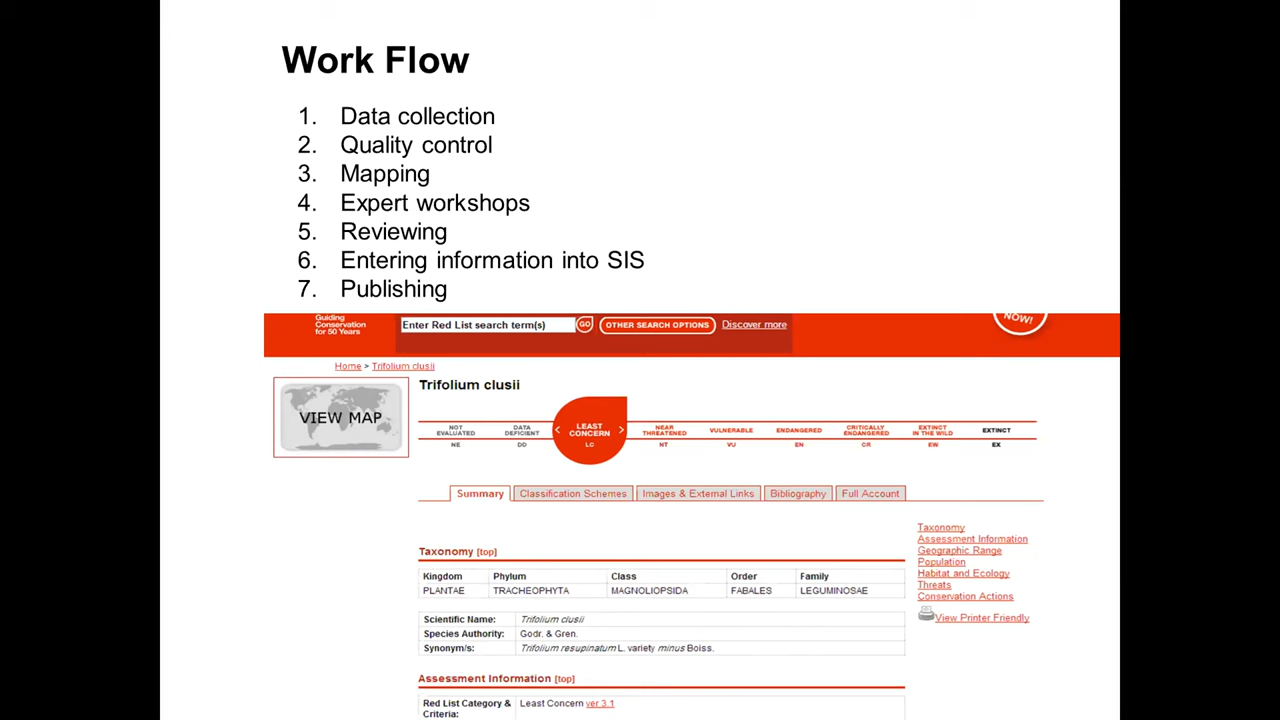 Work Flow
1. Data collection
2. Quality control
3. Mapping
4. Expert workshops
5. Reviewing
6. Entering information into SIS
7. Publishing
Guiding
Conservation
for 50 Years
Enter Red List search term(s) GO OTHER SEARCH OPTIONS Discover more
NOW!
Home > Trifolium clusii
VIEW MAP
Trifolium clusii
NOT EVALUATED DATA DEFICIENT < LEAST CONCERN > NEAR THREATENED VULNERABLE ENDANGERED CRITICALLY ENDANGERED EXTINCT IN THE WILD EXTINCT
NE DD LC NT VU EN CR EW EX
Summary Classification Schemes Images & External Links Bibliography Full Account
Taxonomy
Assessment Information
Geographic Range
Population
Habitat and Ecology
Threats
Conservation Actions
View Printer Friendly
Taxonomy [top]
Kingdom Phylum Class Order Family
PLANTAE TRACHEOPHYTA MAGNOLIOPSIDA FABALES LEGUMINOSAE
Scientific Name: Trifolium clusii
Species Authority: Godr. & Gren.
Synonym/s: Trifolium resupinatum L. variety minus Boiss.
Assessment Information [top]
Red List Category & Criteria: Least Concern ver 3.1